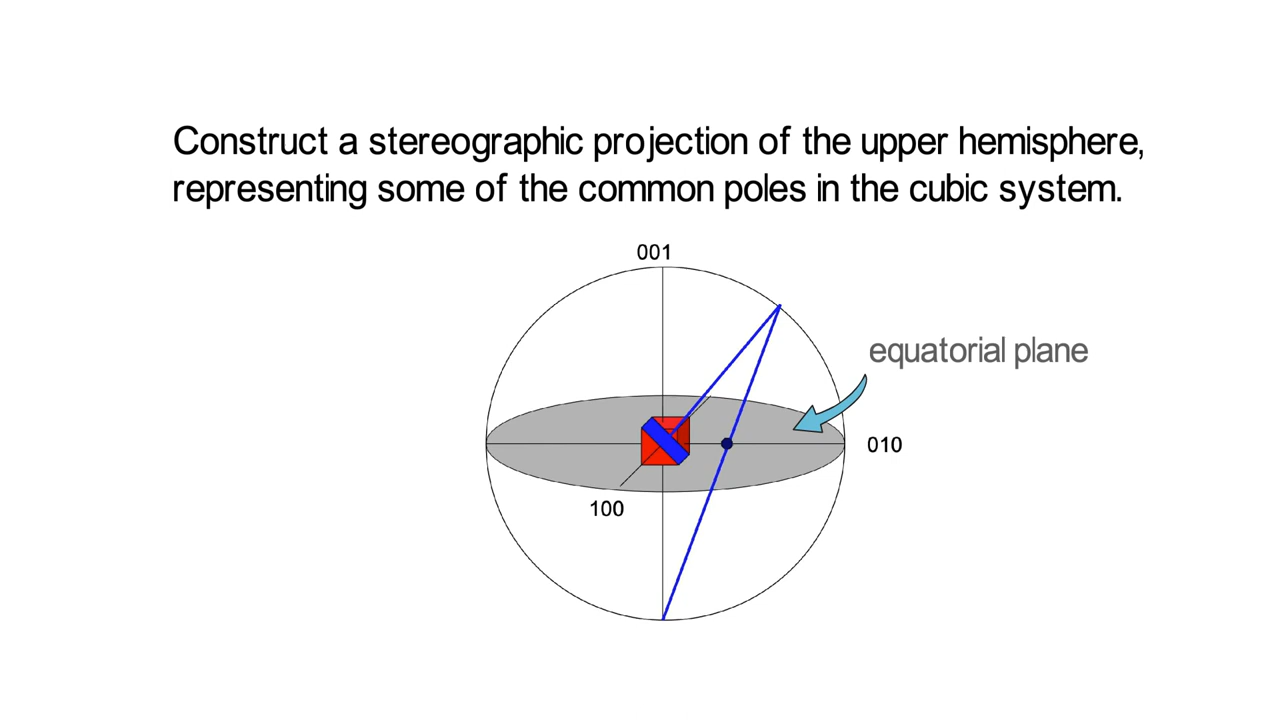 Construct a stereographic projection of the upper hemisphere,
representing some of the common poles in the cubic system.
001
equatorial plane
010
100